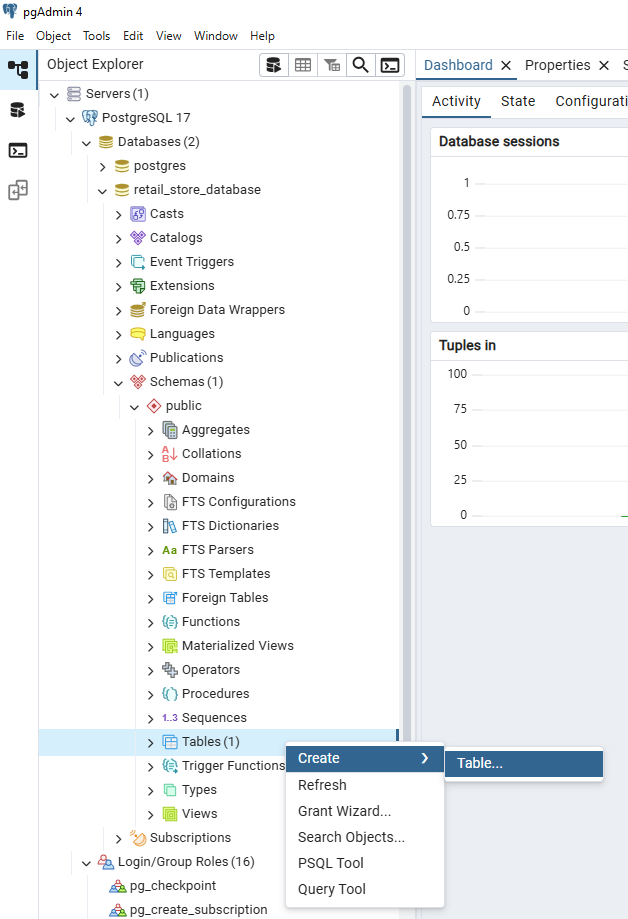 pgAdmin 4
File Object Tools Edit View Window Help
Object Explorer
Dashboard Properties S
Activity State Configurati
Servers (1)
PostgreSQL 17
Databases (2)
postgres
retail_store_database
Casts
Catalogs
Event Triggers
Extensions
Foreign Data Wrappers
Languages
Publications
Schemas (1)
public
Aggregates
Collations
Domains
FTS Configurations
FTS Dictionaries
Aa FTS Parsers
FTS Templates
Foreign Tables
Functions
Materialized Views
Operators
Procedures
1..3 Sequences
Tables (1)
Trigger Functions
Types
Views
Subscriptions
Login/Group Roles (16)
pg_checkpoint
pg_create_subscription
Create
Refresh
Grant Wizard...
Search Objects...
PSQL Tool
Query Tool
Table...
Database sessions
1
0.75
0.5
0.25
0
Tuples in
100
75
50
25
0